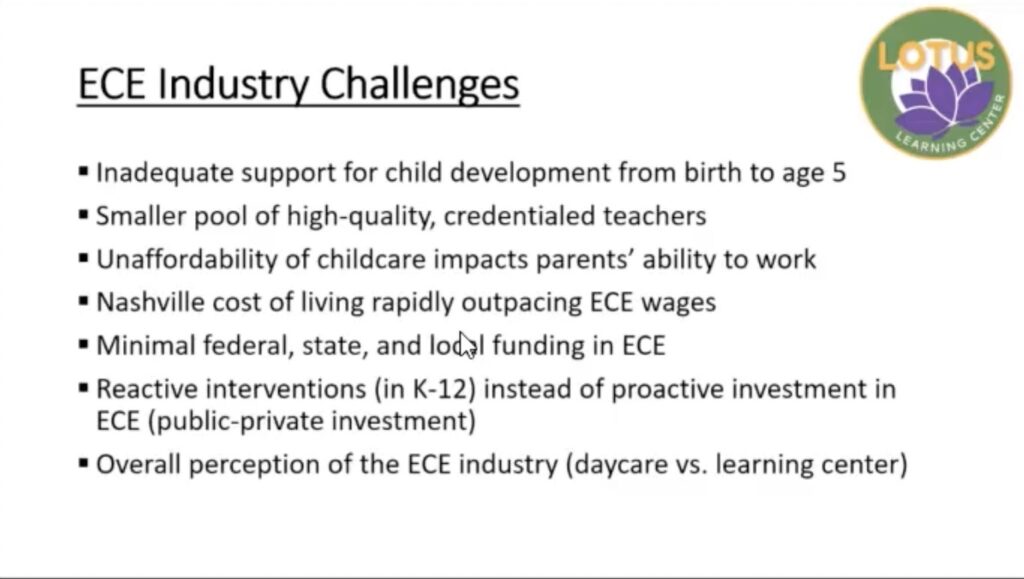 ECE Industry Challenges
LOTUS
LEARNING CENTER
▪ Inadequate support for child development from birth to age 5
▪ Smaller pool of high-quality, credentialed teachers
▪ Unaffordability of childcare impacts parents’ ability to work
▪ Nashville cost of living rapidly outpacing ECE wages
▪ Minimal federal, state, and local funding in ECE
▪ Reactive interventions (in K-12) instead of proactive investment in
ECE (public-private investment)
▪ Overall perception of the ECE industry (daycare vs. learning center)